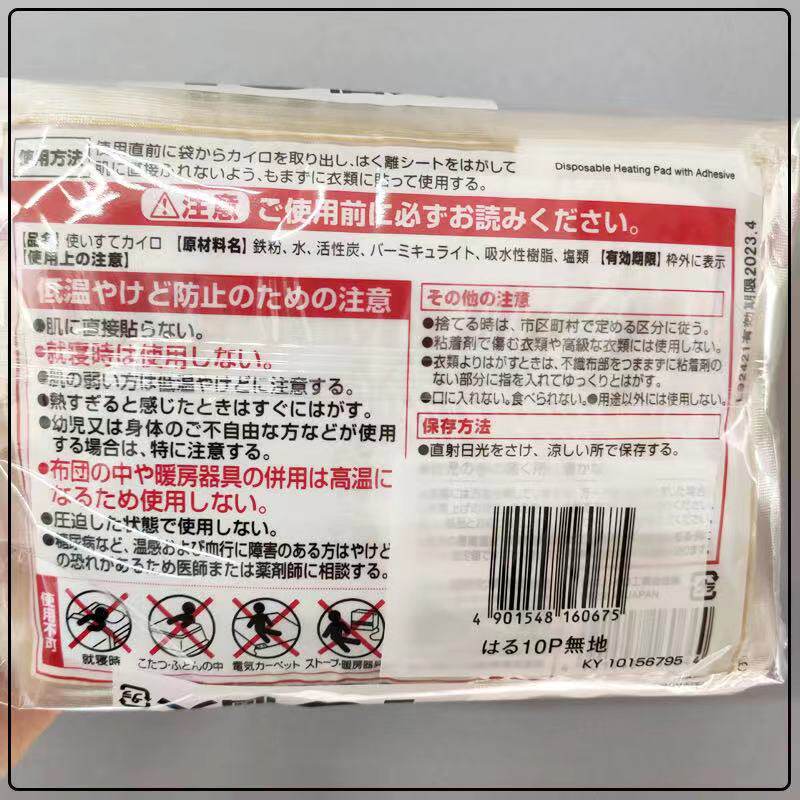 使用方法
使用直前に袋からカイロを取り出し、はく離シートをはがして
肌に直接ふれないよう、もまずに衣類に貼って使用する。
Disposable Heating Pad with Adhesive
注意 ご使用前に必ずお読みください。
【品名】使いすてカイロ 【原材料名】鉄粉、水、活性炭、バーミキュライト、吸水性樹脂、塩類 【有効期限】枠外に表示
【使用上の注意】
低温やけど防止のための注意
●肌に直接貼らない。
●就寝時は使用しない。
●肌の弱い方は低温やけどに注意する。
●熱すぎると感じたときはすぐにはがす。
●幼児又は身体のご不自由な方などが使用
する場合は、特に注意する。
●布団の中や暖房器具の併用は高温に
なるため使用しない。
●圧迫した状態で使用しない。
●糖尿病など、温感および血行に障害のある方はやけど
の恐れがあるため医師または薬剤師に相談する。
使用不可
就寝時
こたつ・ふとんの中
電気カーペット
ストーブ・暖房器具
その他の注意
●捨てる時は、市区町村で定める区分に従う。
●粘着剤で傷む衣類や高級な衣類には使用しない。
●衣類よりはがすときは、不織布部をつままずに粘着剤の
ない部分に指を入れてゆっくりとはがす。
●口に入れない。食べられない。●用途以外には使用しない。
保存方法
●直射日光をさけ、涼しい所で保存する。
有効期限2023.4
4 901548 160675
はる10P無地
KY 10156795
JAPAN